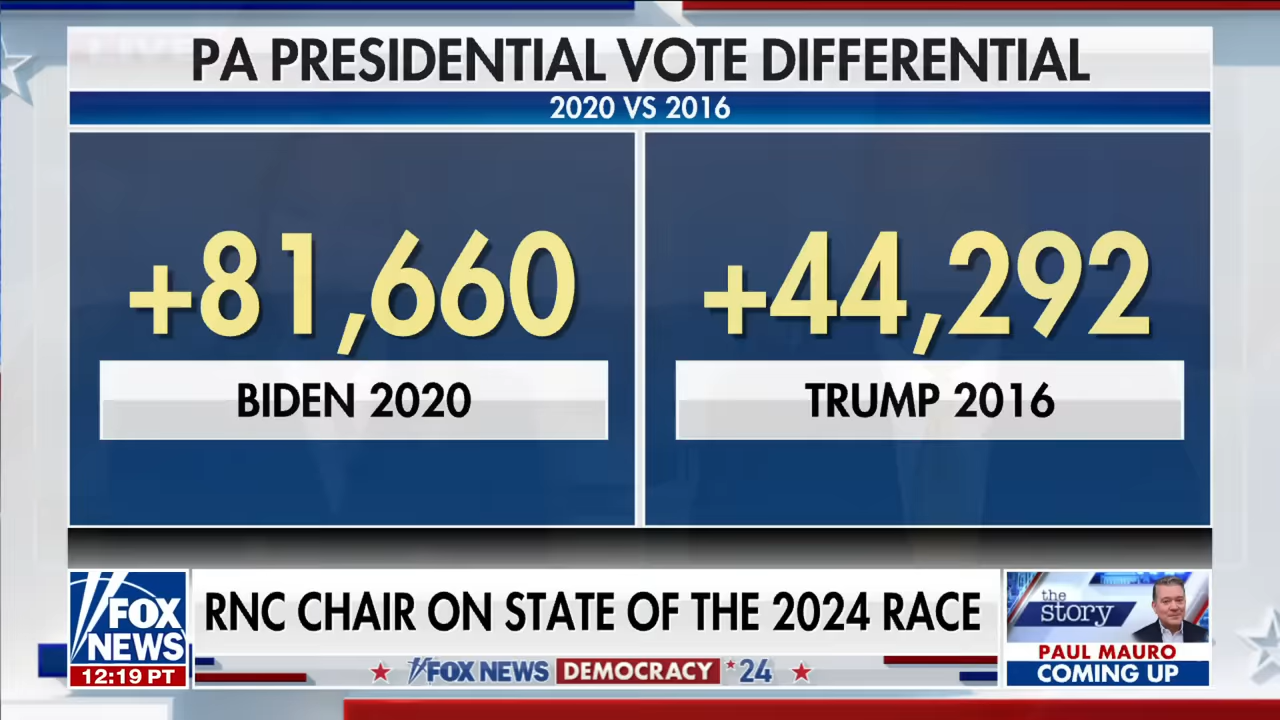 PA PRESIDENTIAL VOTE DIFFERENTIAL
2020 VS 2016
+81,660
BIDEN 2020
+44,292
TRUMP 2016
FOX
NEWS
12:19 PT
RNC CHAIR ON STATE OF THE 2024 RACE
FOX NEWS DEMOCRACY '24
the
story
PAUL MAURO
COMING UP